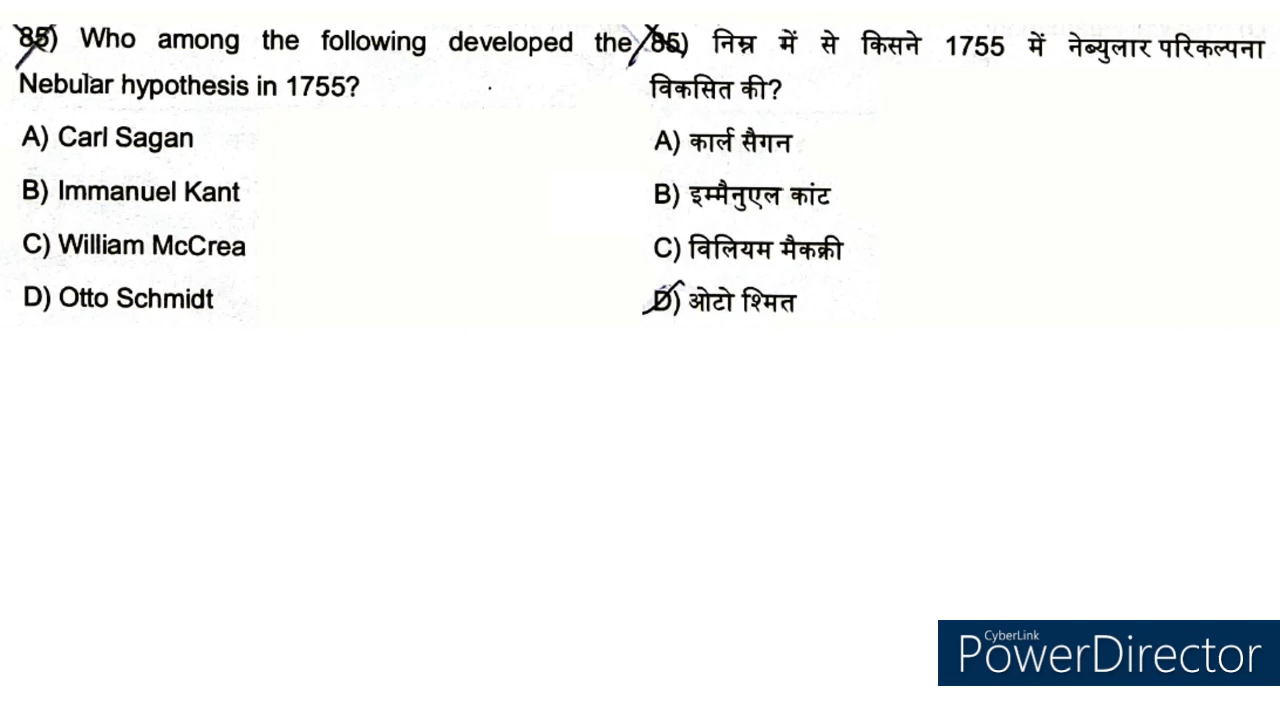 85) Who among the following developed the
Nebular hypothesis in 1755?
A) Carl Sagan
B) Immanuel Kant
C) William McCrea
D) Otto Schmidt
85) निम्न में से किसने 1755 में नेब्युलार परिकल्पना
विकसित की?
A) कार्ल सैगन
B) इम्मैनुएल कांट
C) विलियम मैकक्री
D) ओटो श्मित
CyberLink
PowerDirector